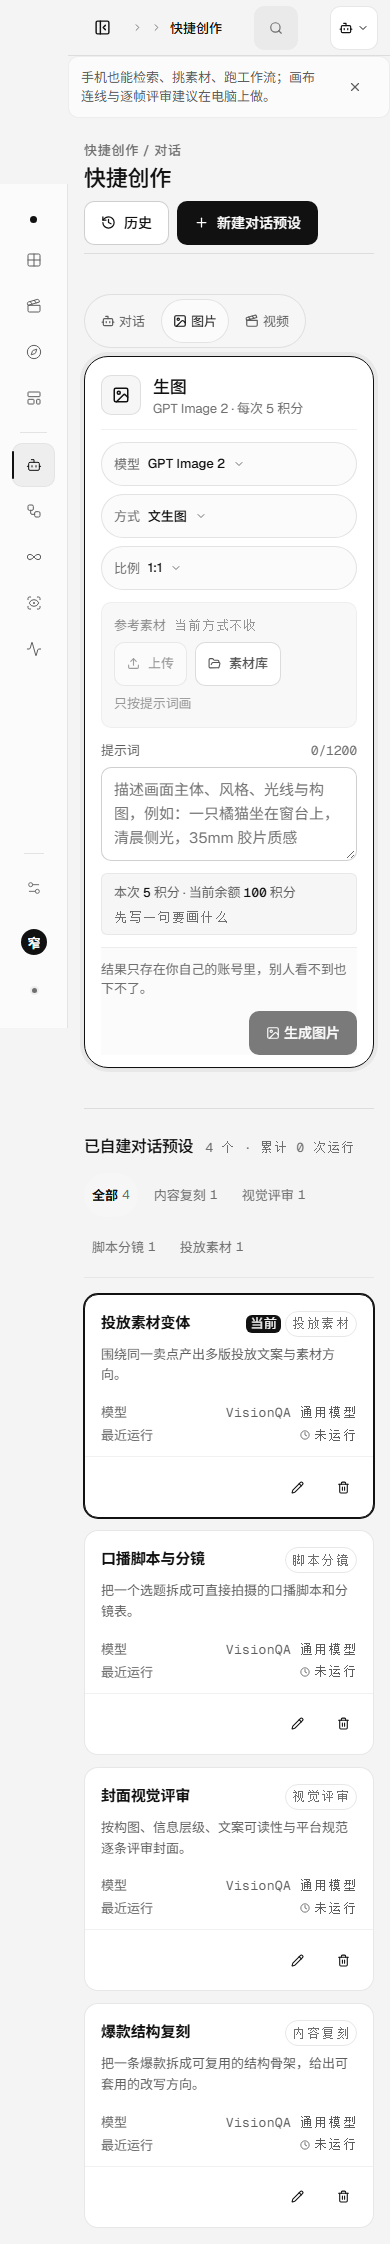 快捷创作
手机也能检索、挑素材、跑工作流；画布
连线与逐帧评审建议在电脑上做。
快捷创作 / 对话
快捷创作
历史
新建对话预设
对话
图片
视频
生图
GPT Image 2 · 每次 5 积分
模型 GPT Image 2
方式 文生图
比例 1:1
参考素材 当前方式不收
上传
素材库
只按提示词画
提示词 0/1200
描述画面主体、风格、光线与构
图，例如：一只橘猫坐在窗台上，
清晨侧光，35mm 胶片质感
本次 5 积分 · 当前余额 100 积分
先写一句要画什么
结果只存在你自己的账号里，别人看不到也
下不了。
生成图片
窄
已自建对话预设 4 个 · 累计 0 次运行
全部 4 内容复刻 1 视觉评审 1
脚本分镜 1 投放素材 1
投放素材变体 当前 投放素材
围绕同一卖点产出多版投放文案与素材方
向。
模型 VisionQA 通用模型
最近运行 未运行
口播脚本与分镜 脚本分镜
把一个选题拆成可直接拍摄的口播脚本和分
镜表。
模型 VisionQA 通用模型
最近运行 未运行
封面视觉评审 视觉评审
按构图、信息层级、文案可读性与平台规范
逐条评审封面。
模型 VisionQA 通用模型
最近运行 未运行
爆款结构复刻 内容复刻
把一条爆款拆成可复用的结构骨架，给出可
套用的改写方向。
模型 VisionQA 通用模型
最近运行 未运行